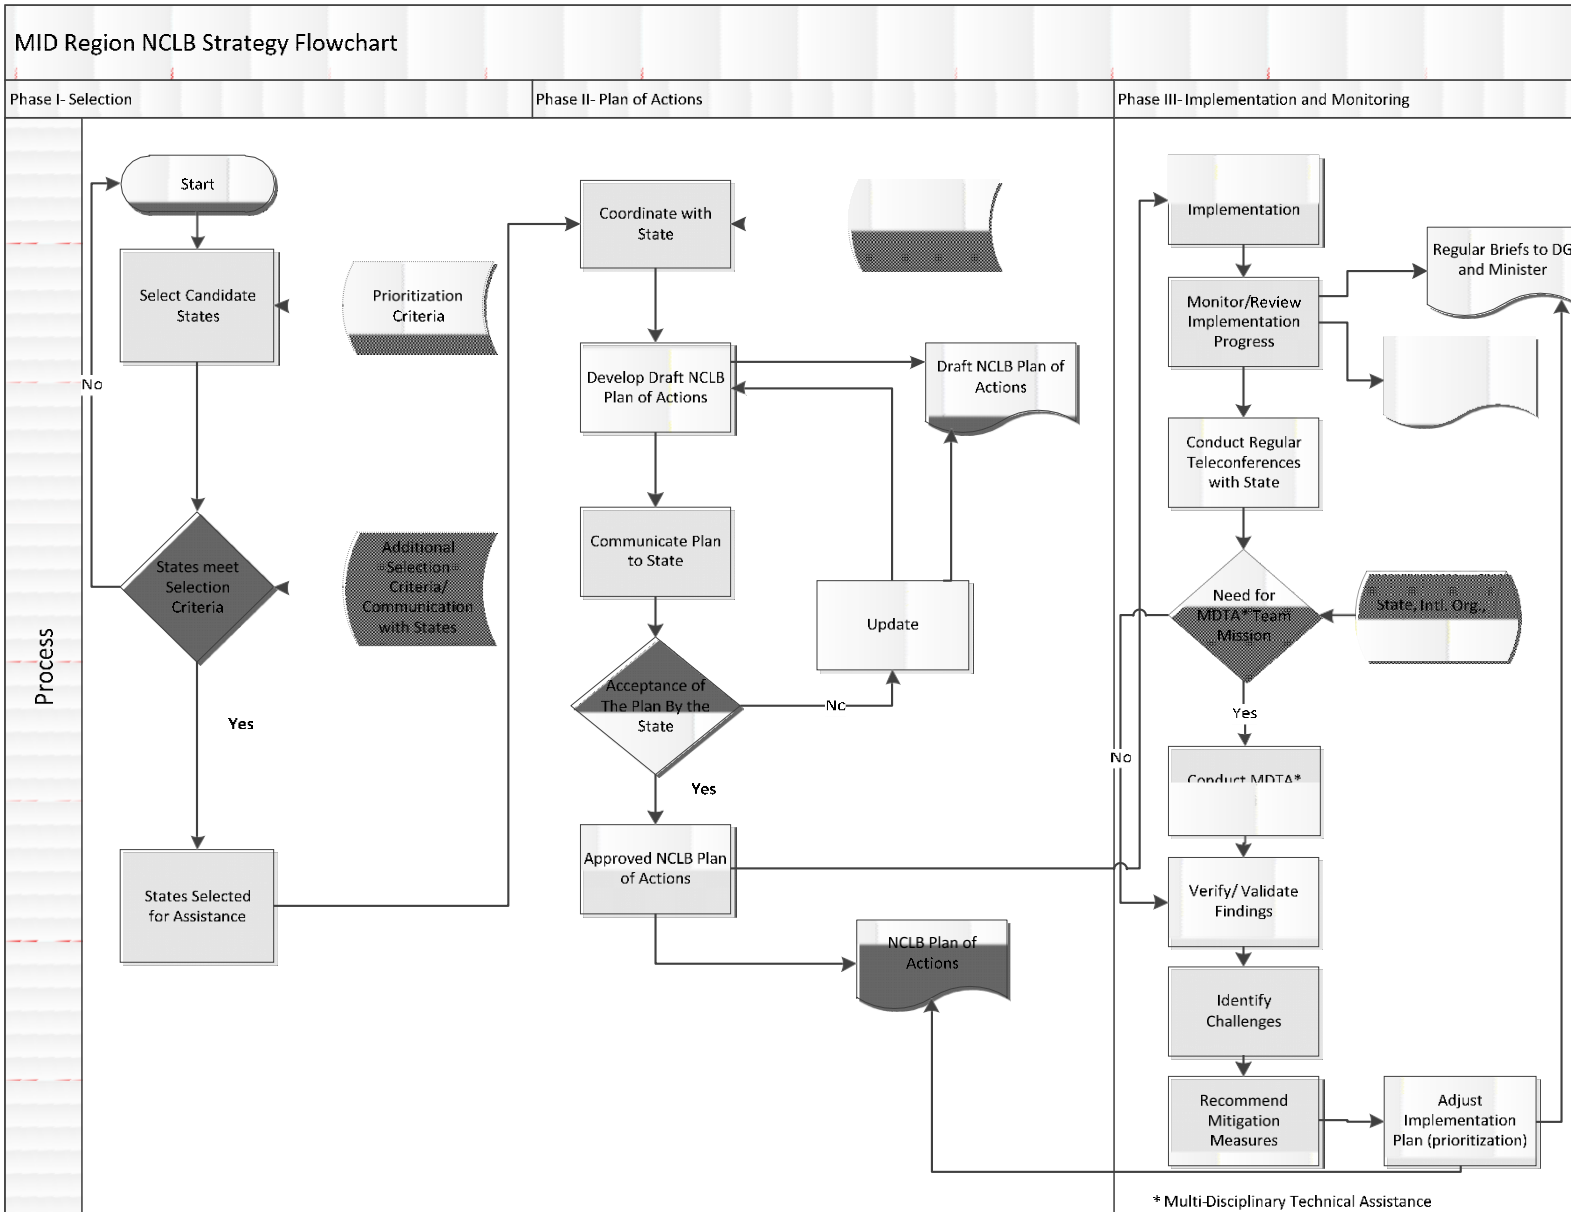 MID Region NCLB Strategy Flowchart
Phase I- Selection
Phase II- Plan of Actions
Phase III- Implementation and Monitoring
Process
Start
Select Candidate
States
Prioritization
Criteria
No
States meet
Selection
Criteria
Additional
Selection
Criteria/
Communication
with States
Yes
States Selected
for Assistance
Coordinate with
State
Develop Draft NCLB
Plan of Actions
Draft NCLB Plan of
Actions
Communicate Plan
to State
Update
Acceptance of
The Plan By the
State
No
Yes
Approved NCLB Plan
of Actions
NCLB Plan of
Actions
Implementation
Regular Briefs to DG
and Minister
Monitor/Review
Implementation
Progress
Conduct Regular
Teleconferences
with State
Need for
MDTA* Team
Mission
State, Intl. Org.,
Yes
No
Conduct MDTA*
Verify/ Validate
Findings
Identify
Challenges
Recommend
Mitigation
Measures
Adjust
Implementation
Plan (prioritization)
* Multi-Disciplinary Technical Assistance